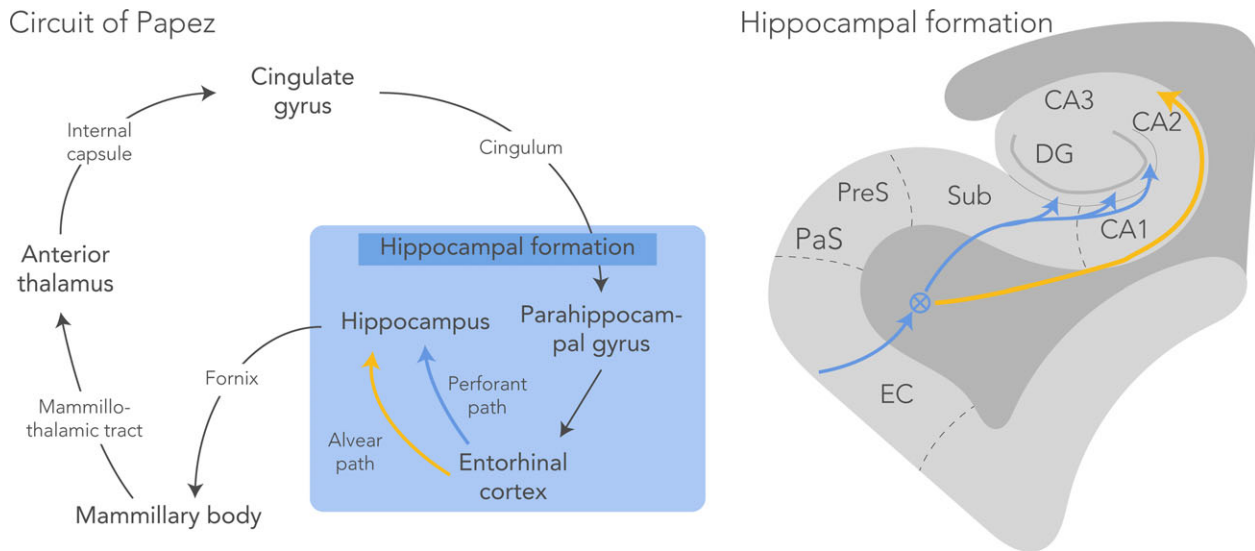 Circuit of Papez
Cingulate
gyrus
Internal
capsule
Cingulum
Anterior
thalamus
Hippocampal formation
Hippocampus
Parahippocam-
pal gyrus
Fornix
Perforant
path
Mammillo-
thalamic tract
Alvear
path
Entorhinal
cortex
Mammillary body
Hippocampal formation
CA3
CA2
DG
PreS
Sub
PaS
CA1
EC